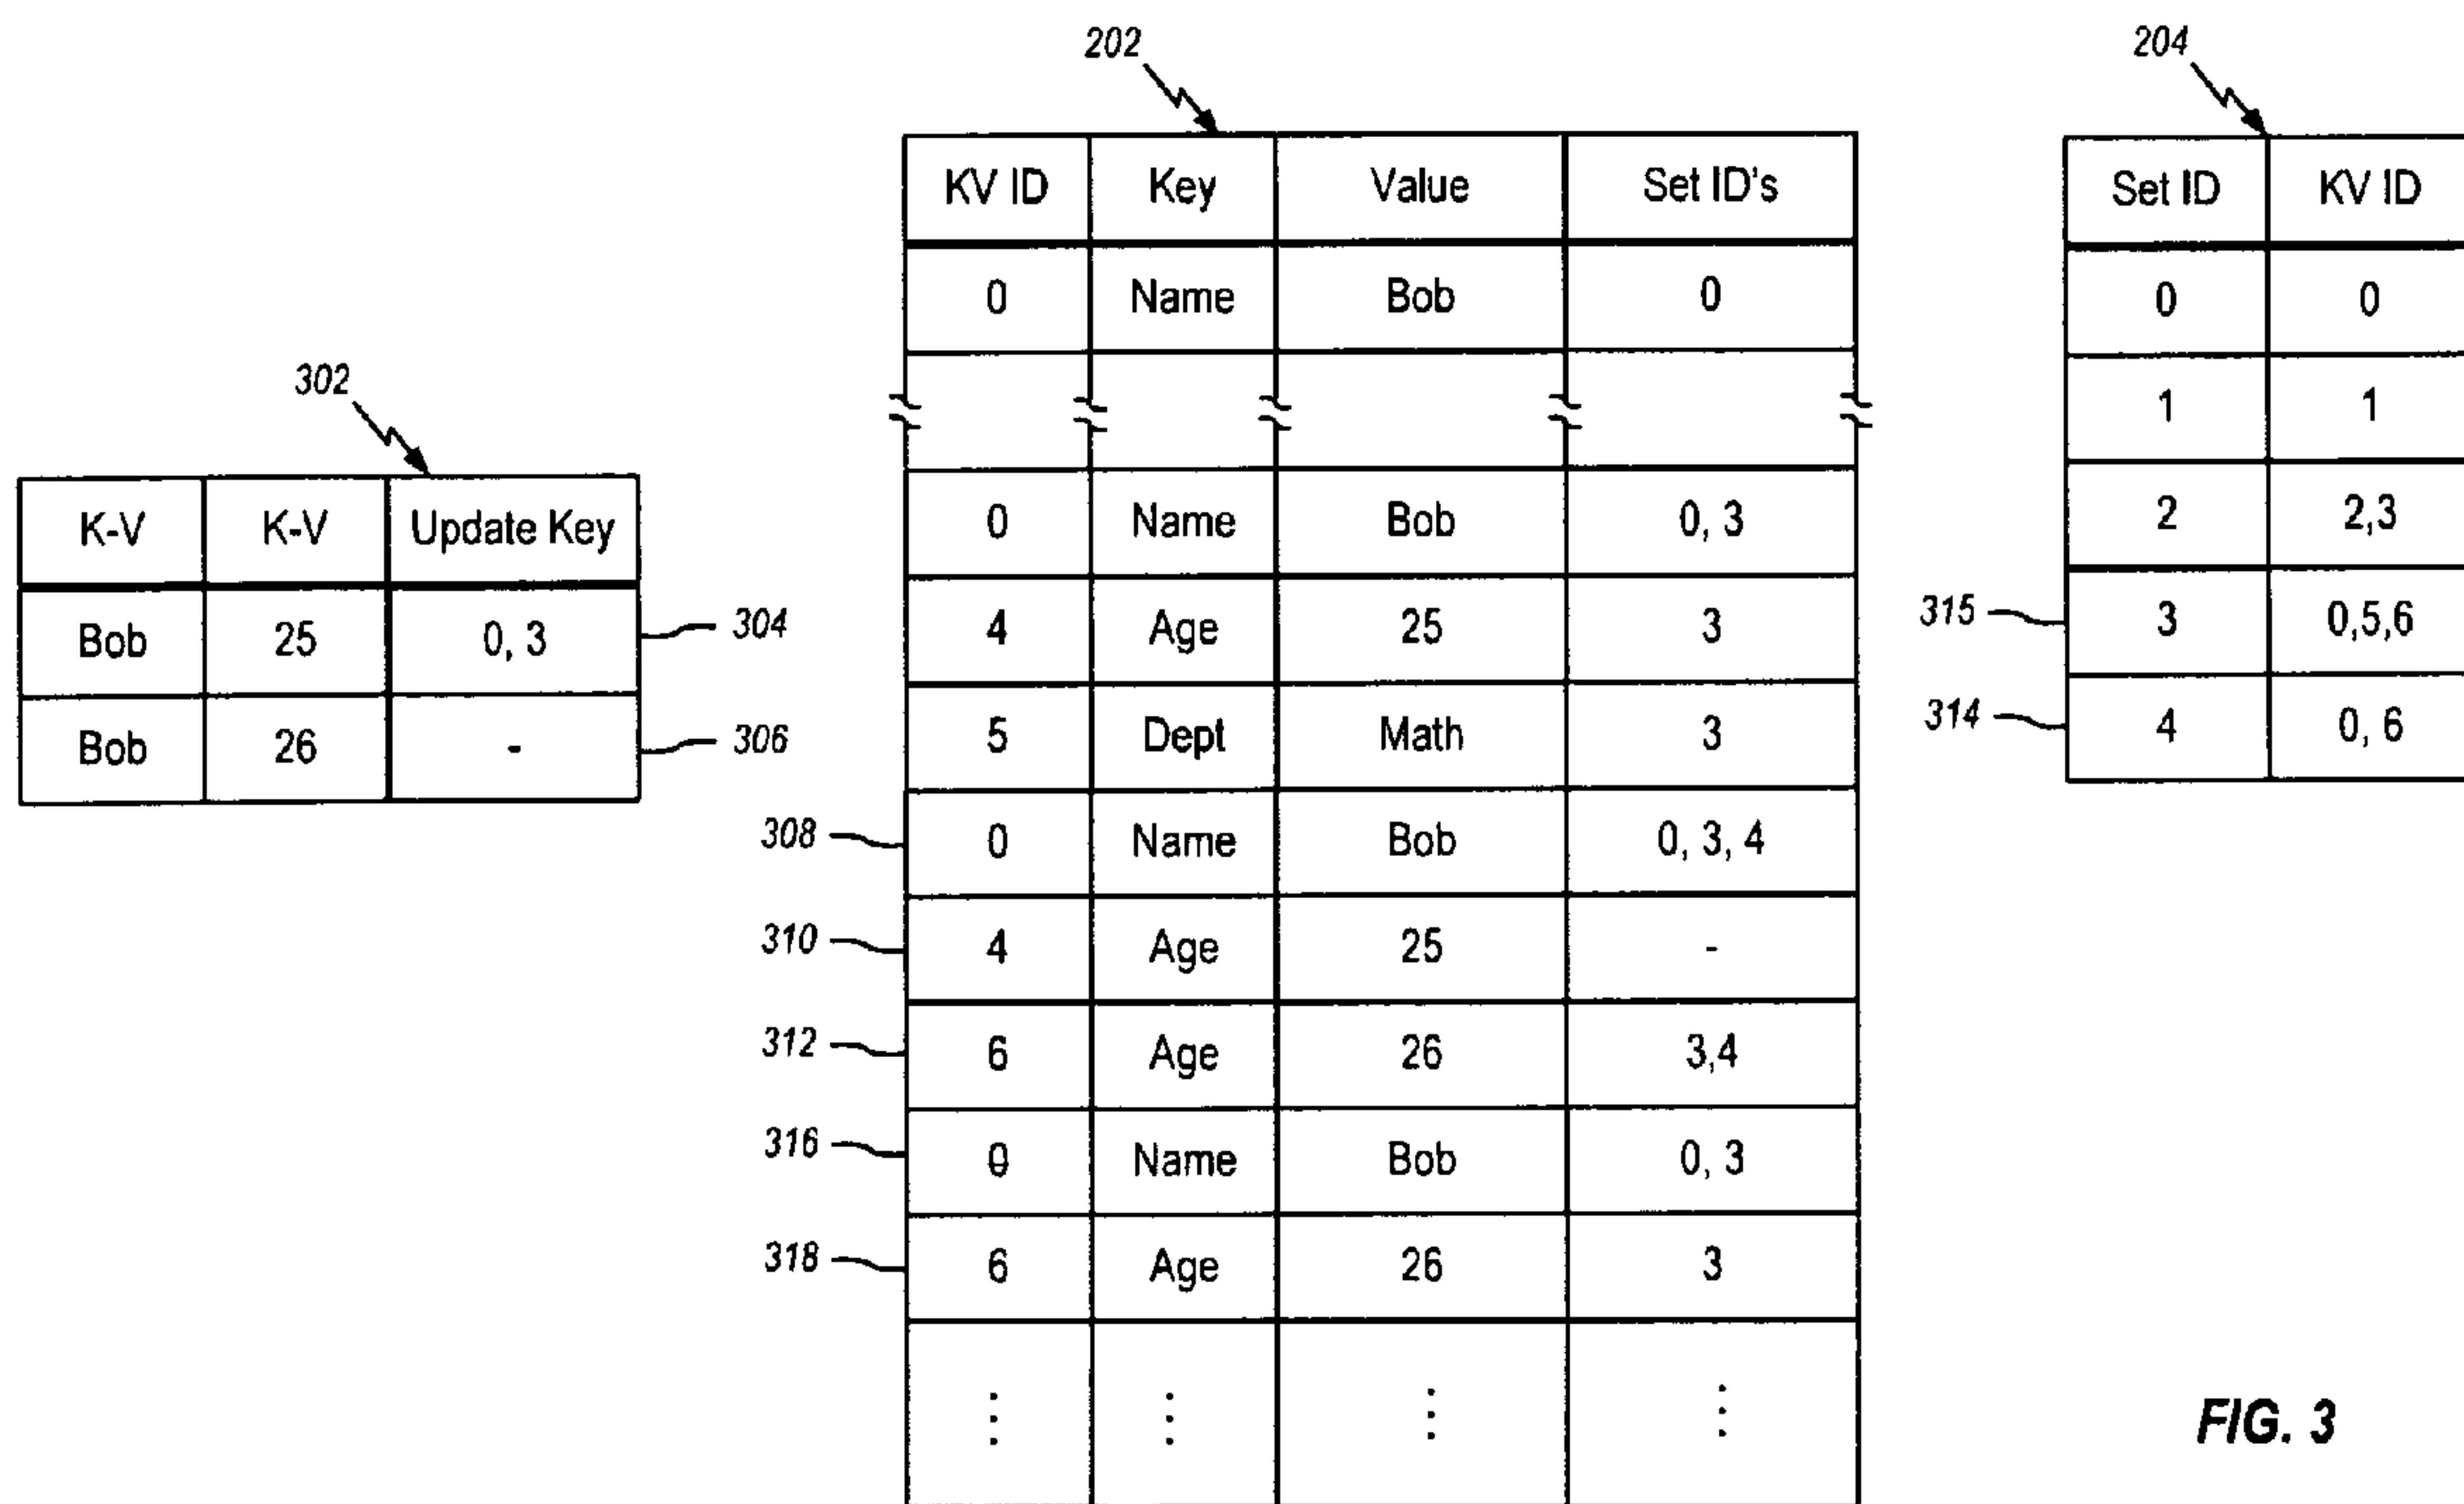 202
204
KV ID Key Value Set ID's
Set ID KV ID
0 Name Bob 0
0 0
1 1
302
K-V K-V Update Key
Bob 25 0, 3 304
Bob 26 - 306
0 Name Bob 0, 3
2 2,3
4 Age 25 3
315 3 0,5,6
5 Dept Math 3
314 4 0, 6
308 0 Name Bob 0, 3, 4
310 4 Age 25 -
312 6 Age 26 3,4
316 0 Name Bob 0, 3
318 6 Age 26 3
⋮ ⋮ ⋮ ⋮
FIG. 3